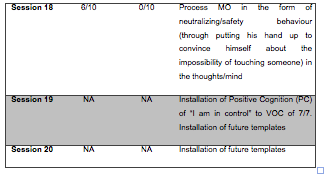 Session 18 6/10 0/10 Process MO in the form of
neutralizing/safety behaviour
(through putting his hand up to
convince himself about the
impossibility of touching someone) in
the thoughts/mind
Session 19 NA NA Installation of Positive Cognition (PC)
of "I am in control" to VOC of 7/7.
Installation of future templates
Session 20 NA NA Installation of future templates